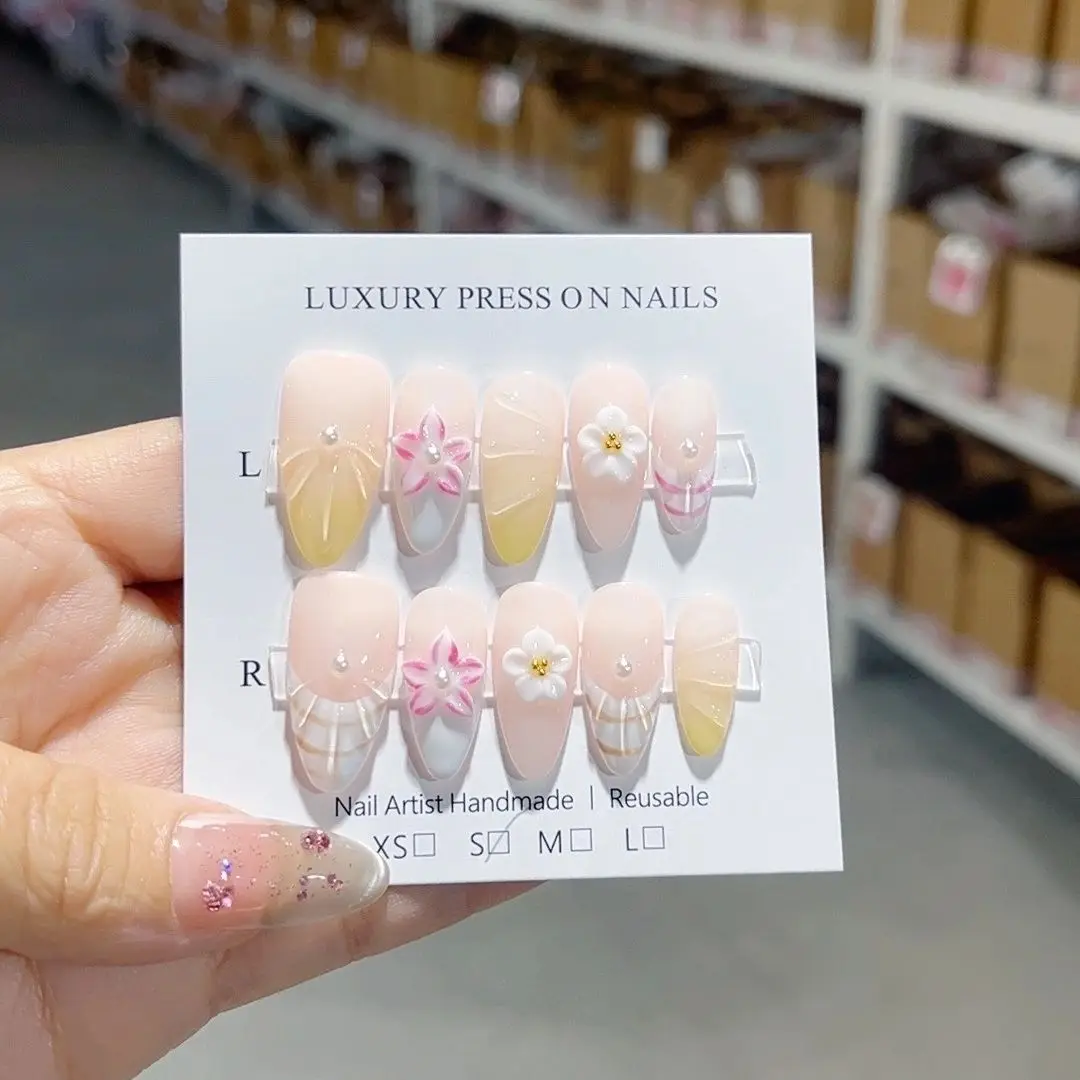 LUXURY PRESS ON NAILS
L
R
Nail Artist Handmade | Reusable
XS☐ S☐ M☐ L☐